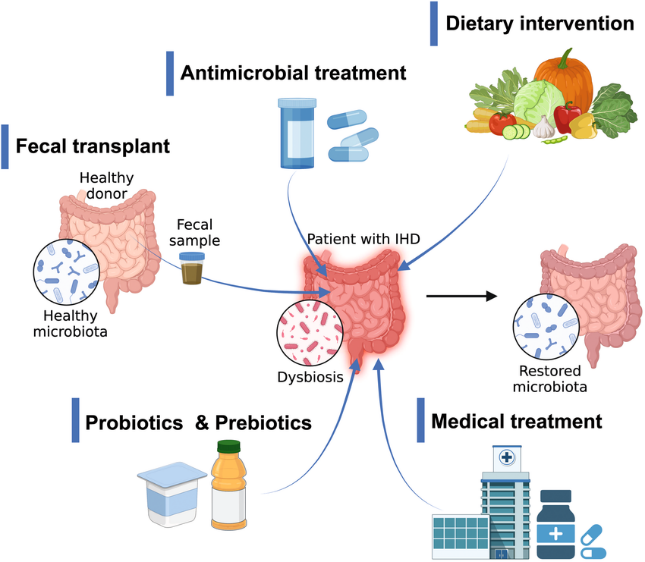 Dietary intervention
Antimicrobial treatment
Fecal transplant
Healthy
donor
Fecal
sample
Patient with IHD
Healthy
microbiota
Dysbiosis
Restored
microbiota
Probiotics & Prebiotics
Medical treatment